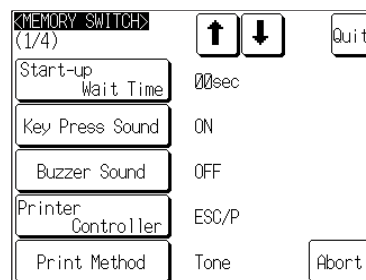 <MEMORY SWITCH>
(1/4)
Quit
Start-up
Wait Time
00sec
Key Press Sound
ON
Buzzer Sound
OFF
Printer
Controller
ESC/P
Print Method
Tone
Abort